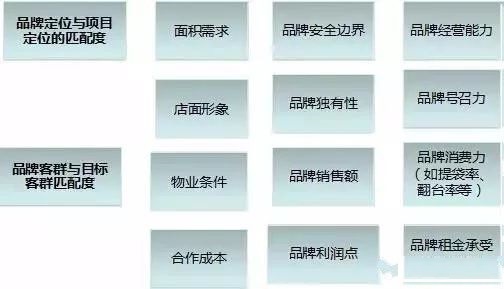 品牌定位与项目
定位的匹配度
面积需求
品牌安全边界
品牌经营能力
店面形象
品牌独有性
品牌号召力
品牌客群与目标
客群匹配度
物业条件
品牌销售额
品牌消费力
（如提袋率、
翻台率等）
合作成本
品牌利润点
品牌租金承受